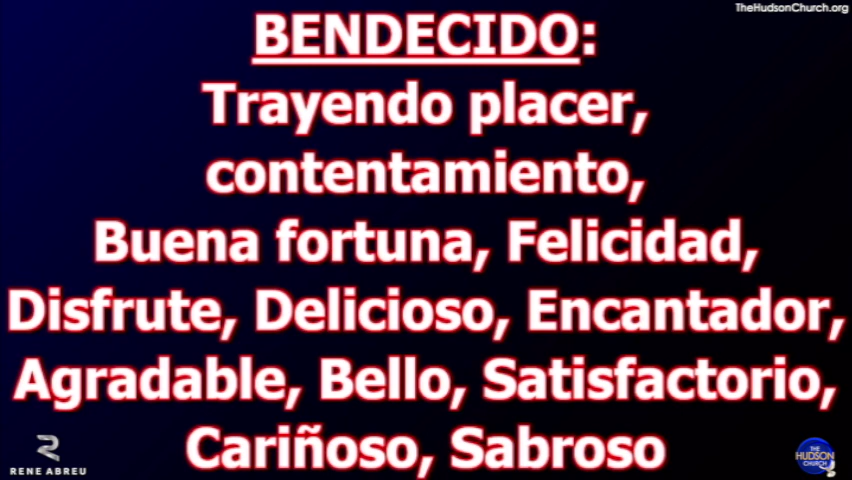 TheHudsonChurch.org
BENDECIDO:
Trayendo placer,
contentamiento,
Buena fortuna, Felicidad,
Disfrute, Delicioso, Encantador,
Agradable, Bello, Satisfactorio,
Cariñoso, Sabroso
RENE ABREU
THE
HUDSON
CHURCH